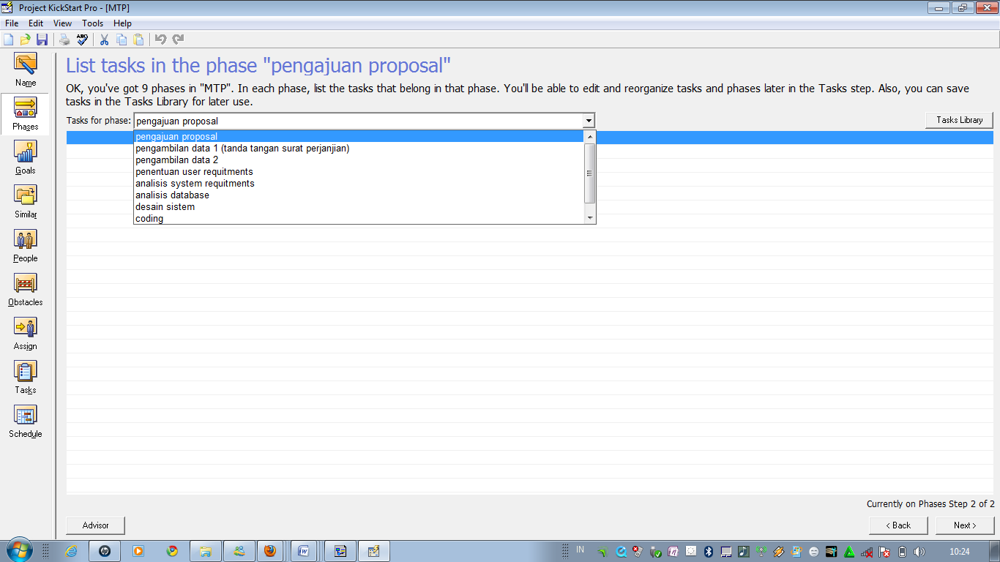 Project KickStart Pro - [MTP]
File Edit View Tools Help
ABC
Name
Phases
Goals
Similar
People
Obstacles
Assign
Tasks
Schedule
List tasks in the phase "pengajuan proposal"
OK, you've got 9 phases in "MTP". In each phase, list the tasks that belong in that phase. You'll be able to edit and reorganize tasks and phases later in the Tasks step. Also, you can save
tasks in the Tasks Library for later use.
Tasks for phase: pengajuan proposal
Tasks Library
pengajuan proposal
pengambilan data 1 (tanda tangan surat perjanjian)
pengambilan data 2
penentuan user requitments
analisis system requitments
analisis database
desain sistem
coding
Currently on Phases Step 2 of 2
Advisor
< Back
Next >
IN
10:24